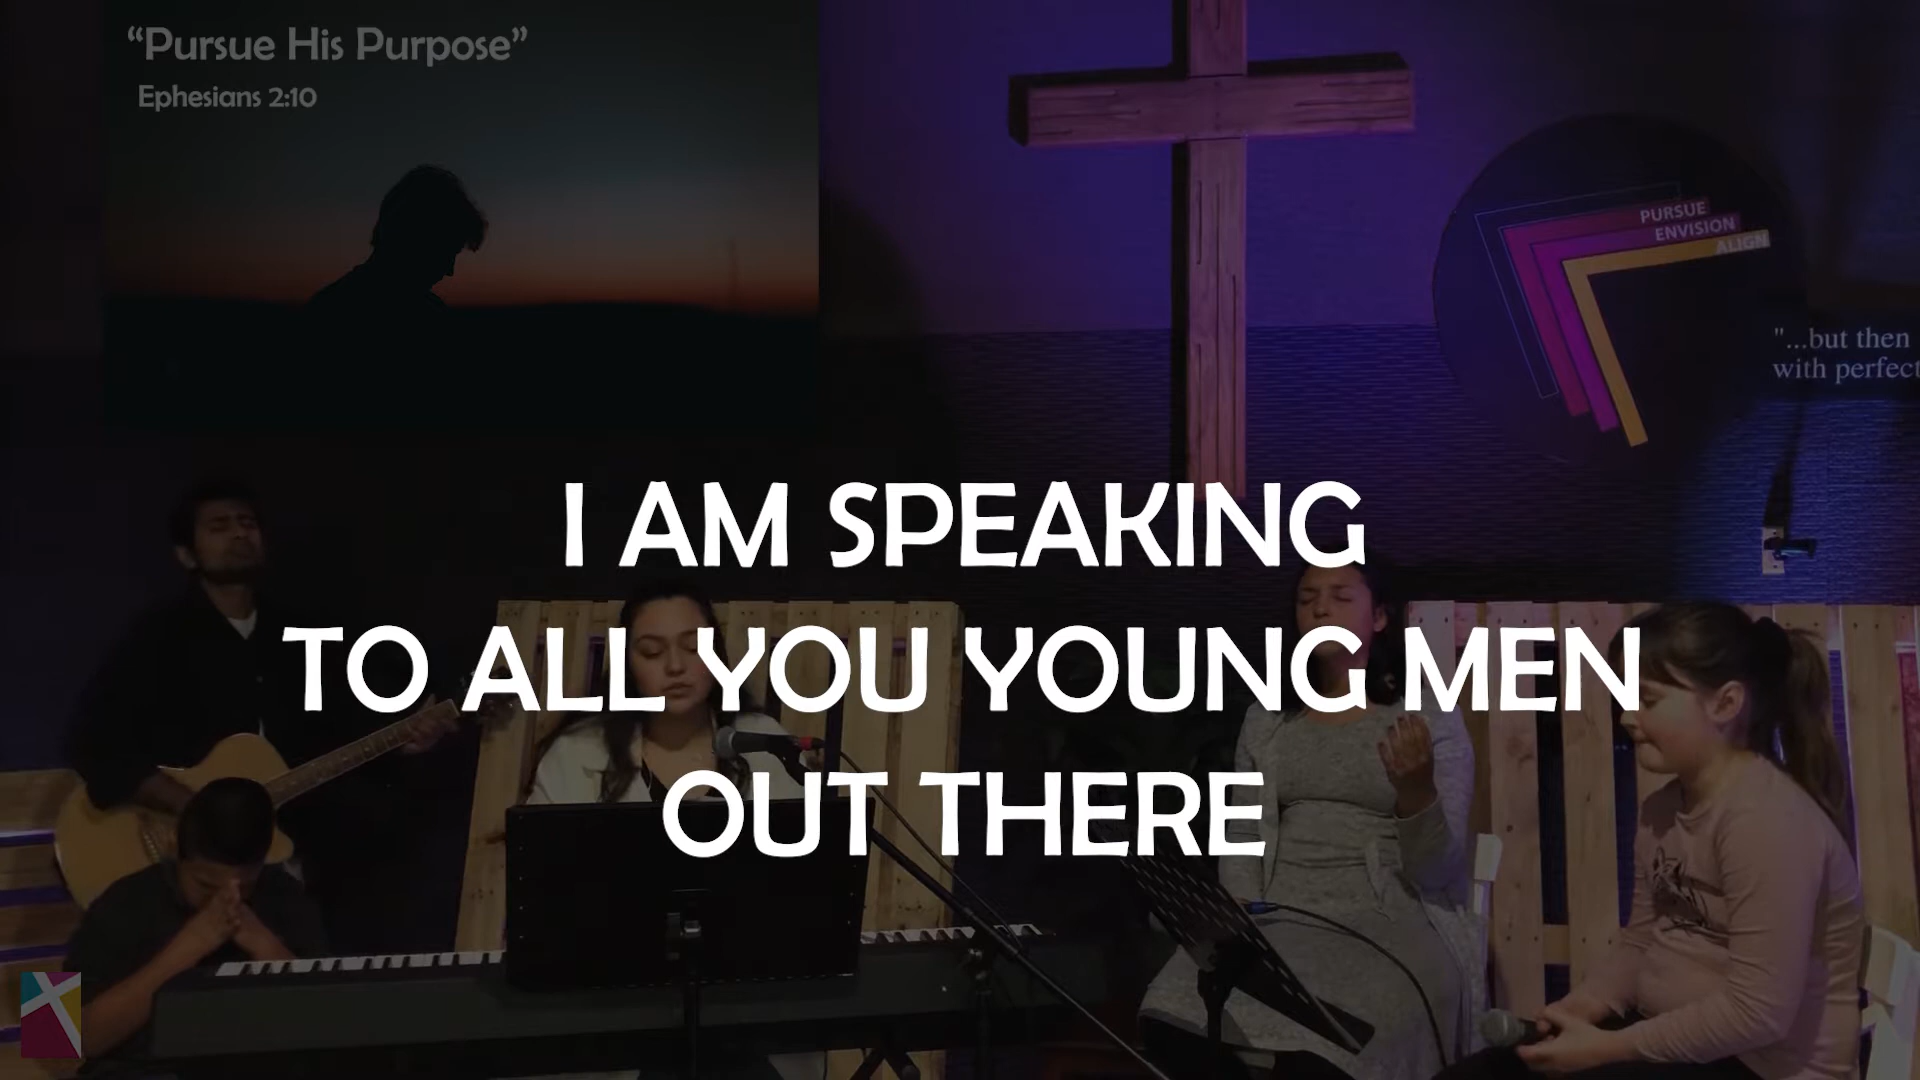 “Pursue His Purpose”
Ephesians 2:10
PURSUE
ENVISION
ALIGN
"...but then
with perfect
I AM SPEAKING
TO ALL YOU YOUNG MEN
OUT THERE